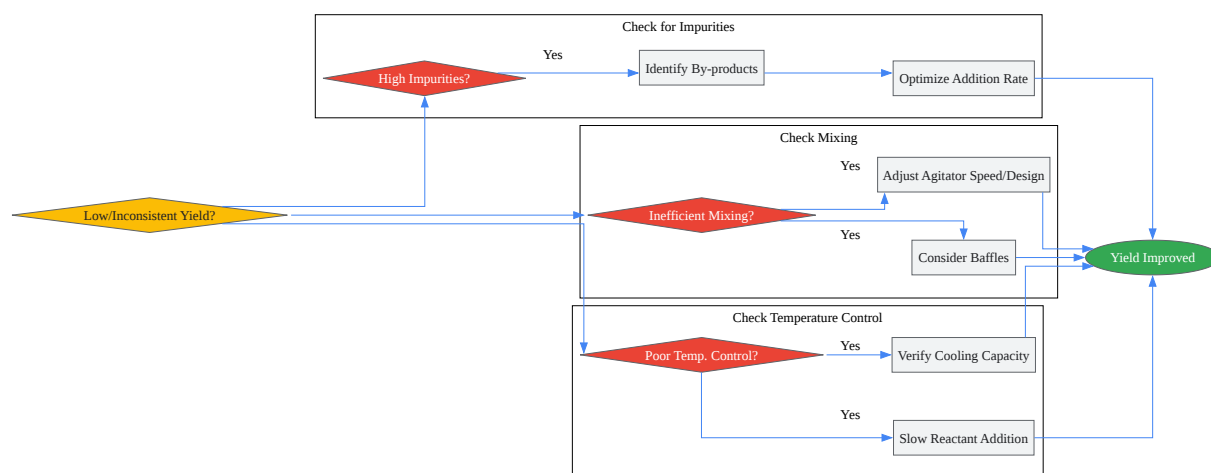 Check for Impurities
Yes
High Impurities?
Identify By-products
Optimize Addition Rate
Check Mixing
Yes
Adjust Agitator Speed/Design
Low/Inconsistent Yield?
Inefficient Mixing?
Yes
Consider Baffles
Yield Improved
Check Temperature Control
Yes
Poor Temp. Control?
Verify Cooling Capacity
Yes
Slow Reactant Addition